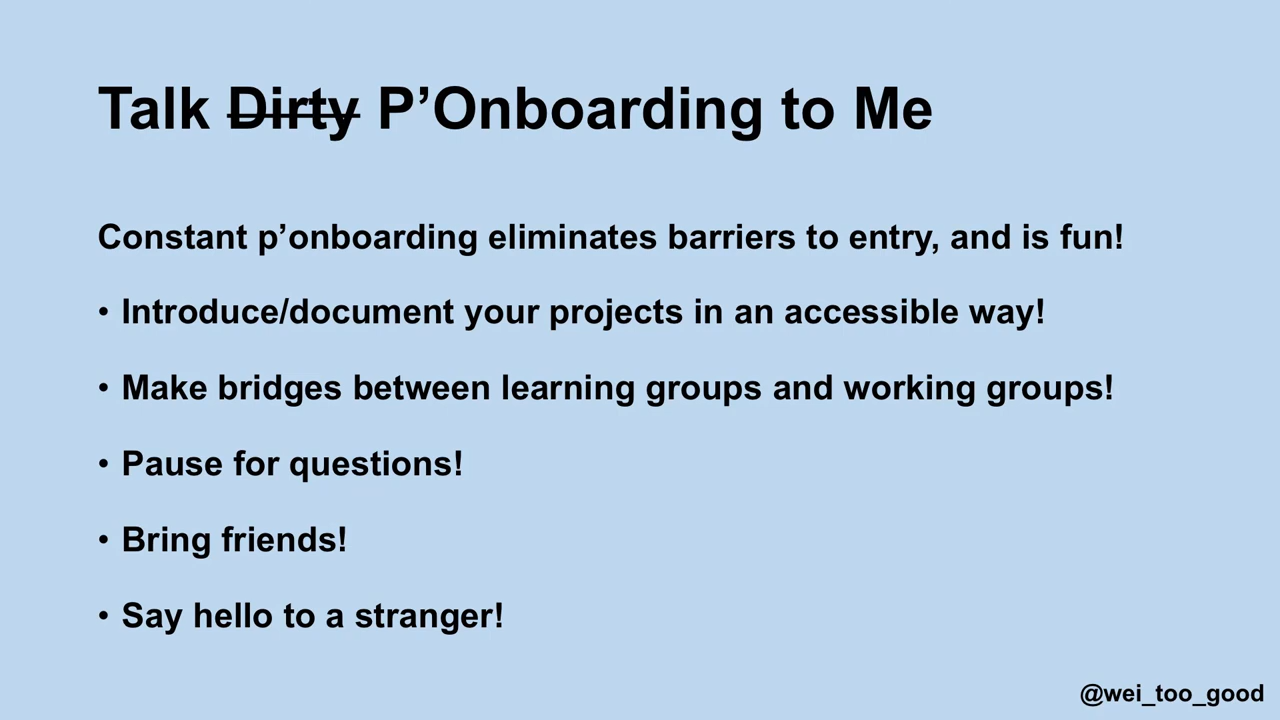 Talk Dirty P’Onboarding to Me
Constant p’onboarding eliminates barriers to entry, and is fun!
• Introduce/document your projects in an accessible way!
• Make bridges between learning groups and working groups!
• Pause for questions!
• Bring friends!
• Say hello to a stranger!
@wei_too_good